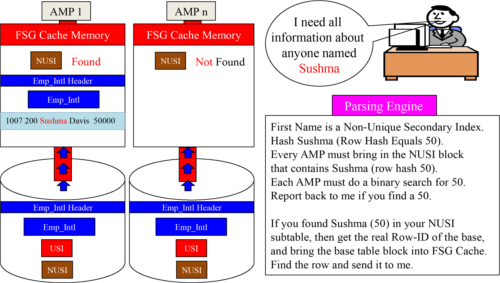 AMP 1
FSG Cache Memory
NUSI Found
Emp_Intl Header
Emp_Intl
1007 200 Sushma Davis 50000
Emp_Intl Header
Emp_Intl
USI
NUSI
AMP n
FSG Cache Memory
NUSI Not Found
Emp_Intl Header
Emp_Intl
USI
NUSI
I need all
information about
anyone named
Sushma
Parsing Engine
First Name is a Non-Unique Secondary Index.
Hash Sushma (Row Hash Equals 50).
Every AMP must bring in the NUSI block
that contains Sushma (row hash 50).
Each AMP must do a binary search for 50.
Report back to me if you find a 50.
If you found Sushma (50) in your NUSI
subtable, then get the real Row-ID of the base,
and bring the base table block into FSG Cache.
Find the row and send it to me.